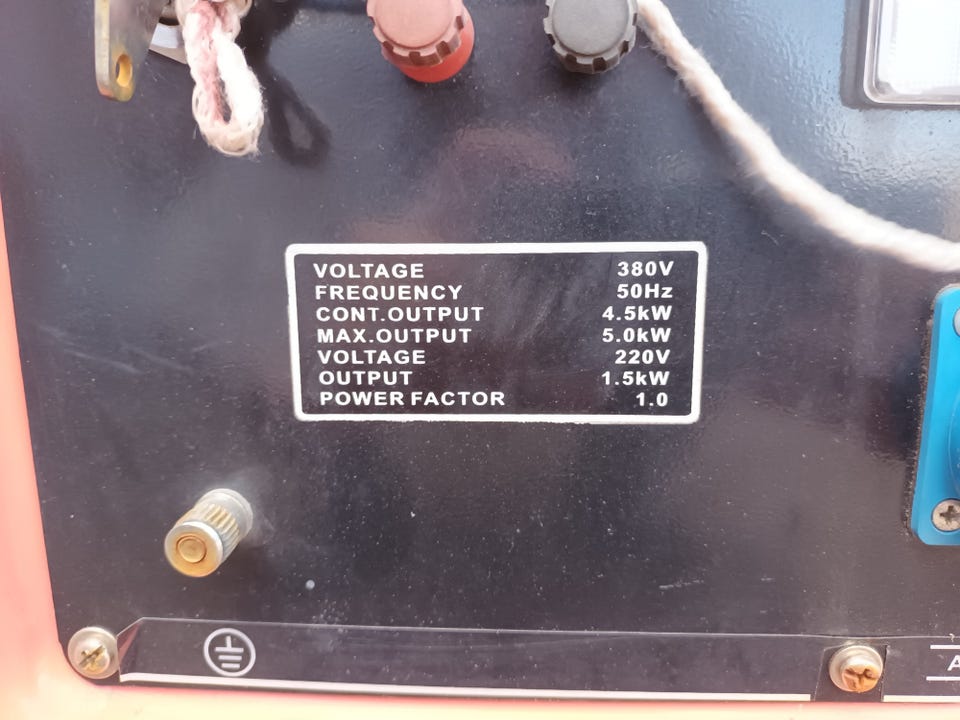 VOLTAGE 380V
FREQUENCY 50Hz
CONT.OUTPUT 4.5kW
MAX.OUTPUT 5.0kW
VOLTAGE 220V
OUTPUT 1.5kW
POWER FACTOR 1.0